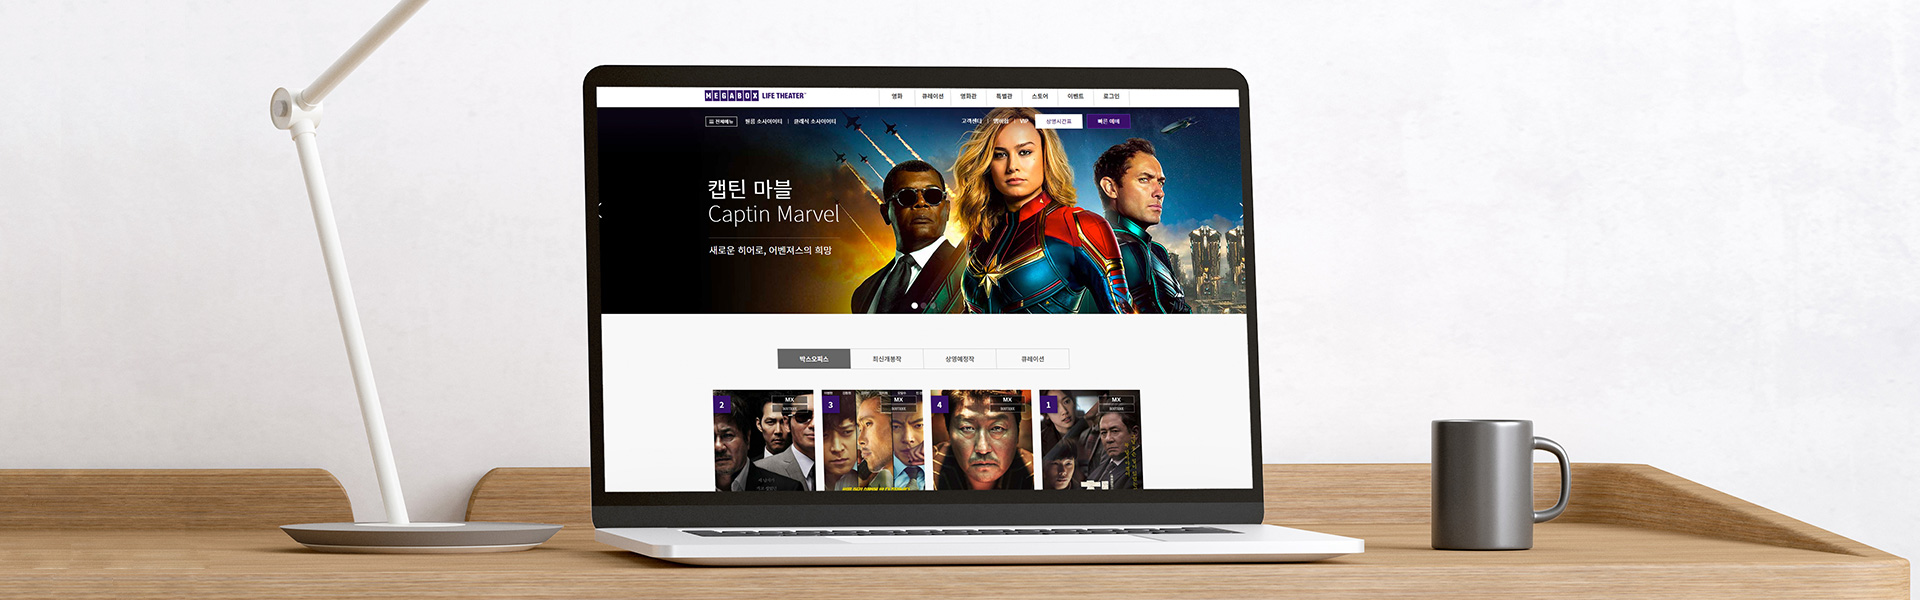 MEGABOX LIFE THEATER
영화 큐레이션 영화관 특별관 스토어 이벤트 로그인
전체메뉴 필름 소사이어티 | 클래식 소사이어티 고객센터 | 멤버쉽 | VIP 상영시간표 빠른 예매
캡틴 마블
Captin Marvel
새로운 히어로, 어벤져스의 희망
박스오피스 최신개봉작 상영예정작 큐레이션
2 MX 3 MX 4 MX 1 MX